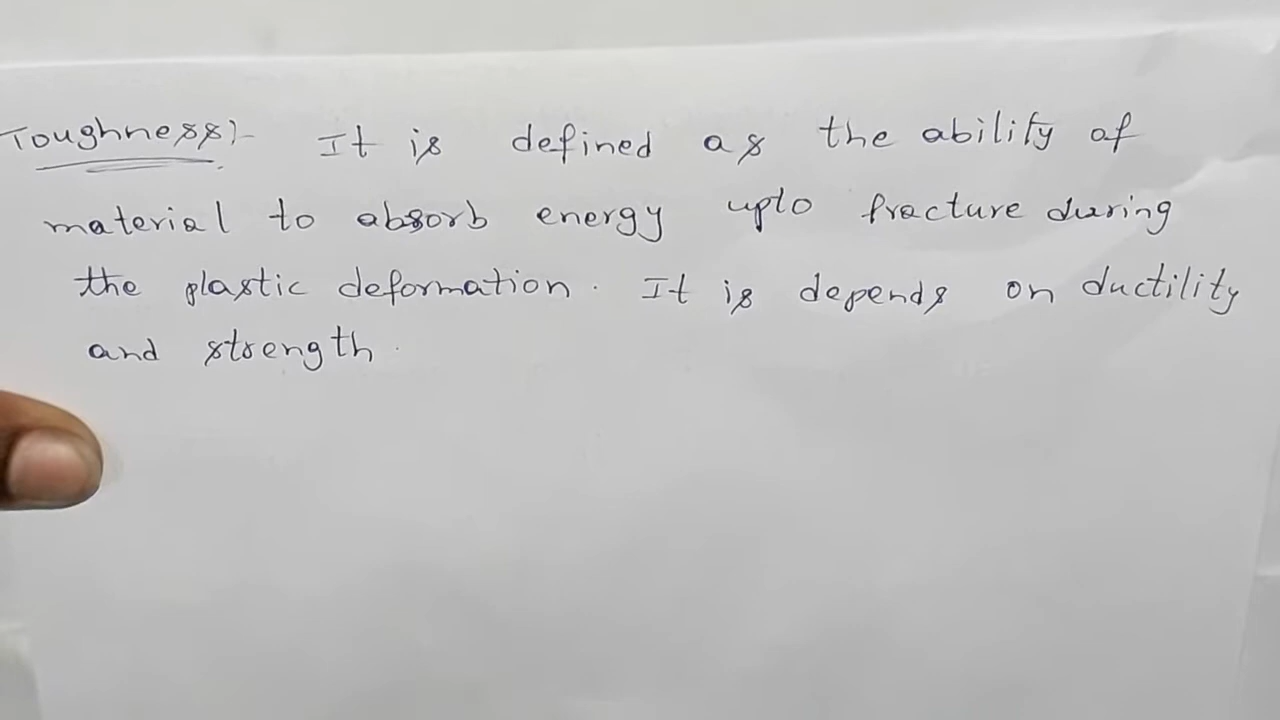 Toughness:- It is defined as the ability of
material to absorb energy upto fracture during
the plastic deformation. It is depends on ductility
and strength.